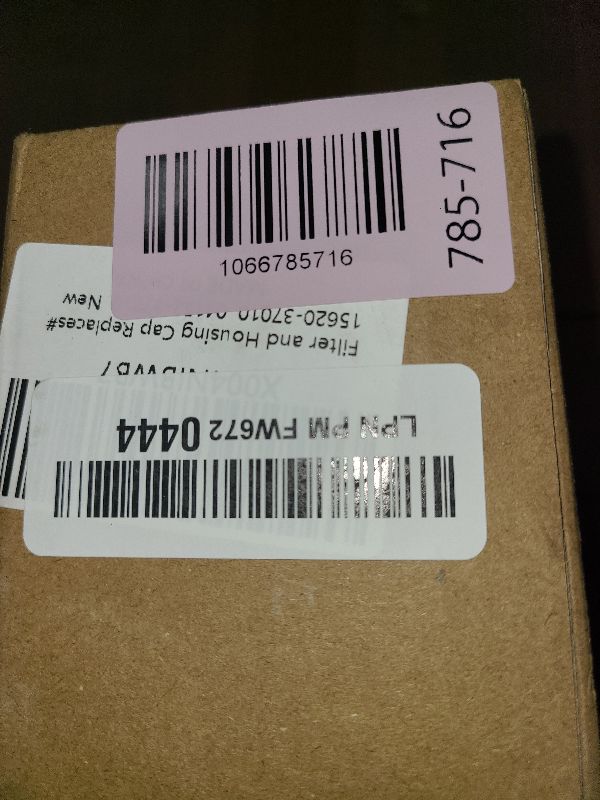 1066785716
785-716
Filter and Housing Cap Replaces#
15620-37010
New
LPN PM FW672 0444